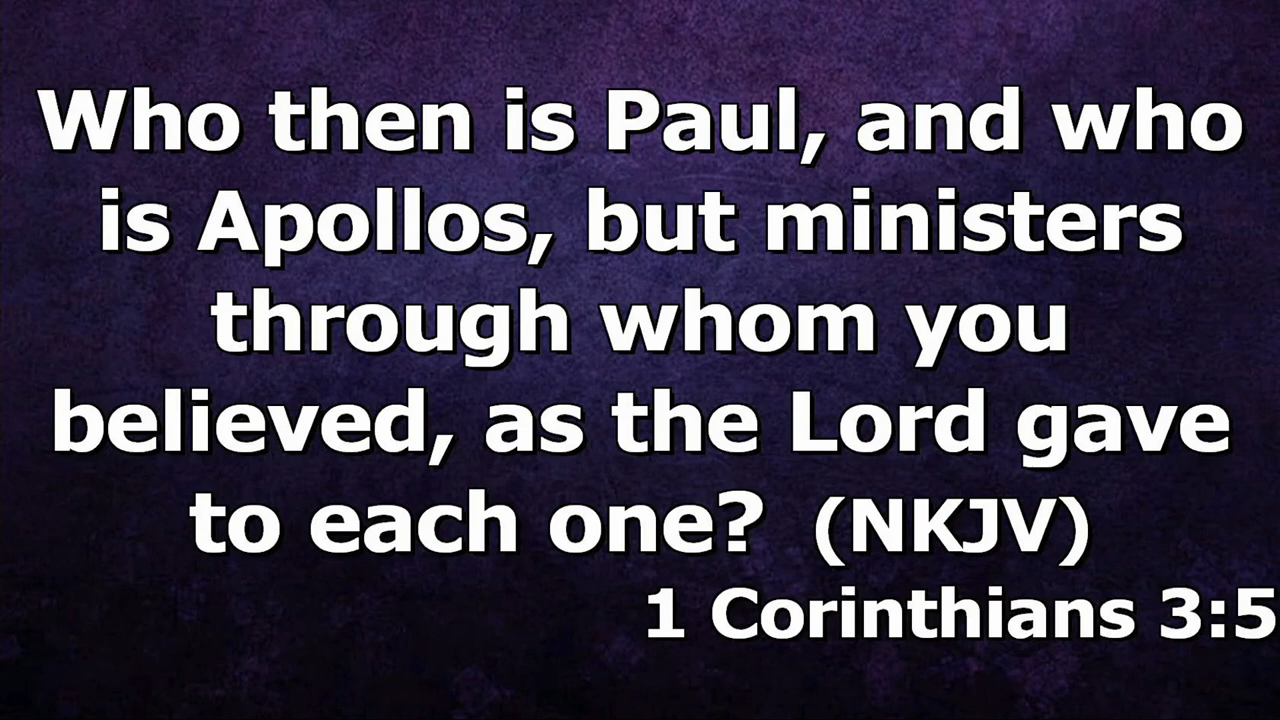 Who then is Paul, and who
is Apollos, but ministers
through whom you
believed, as the Lord gave
to each one? (NKJV)
1 Corinthians 3:5